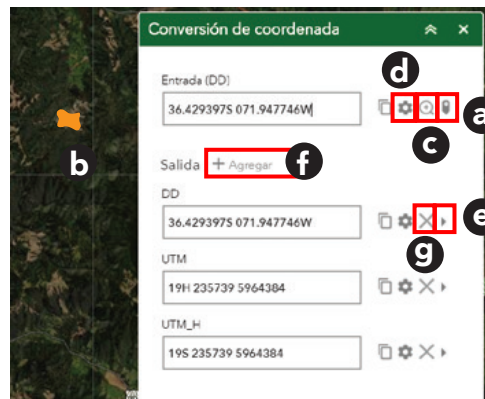 Conversión de coordenada
d
Entrada (DD)
36.429397S 071.947746W
a
b
c
Salida + Agregar
f
DD
36.429397S 071.947746W
e
g
UTM
19H 235739 5964384
UTM_H
19S 235739 5964384